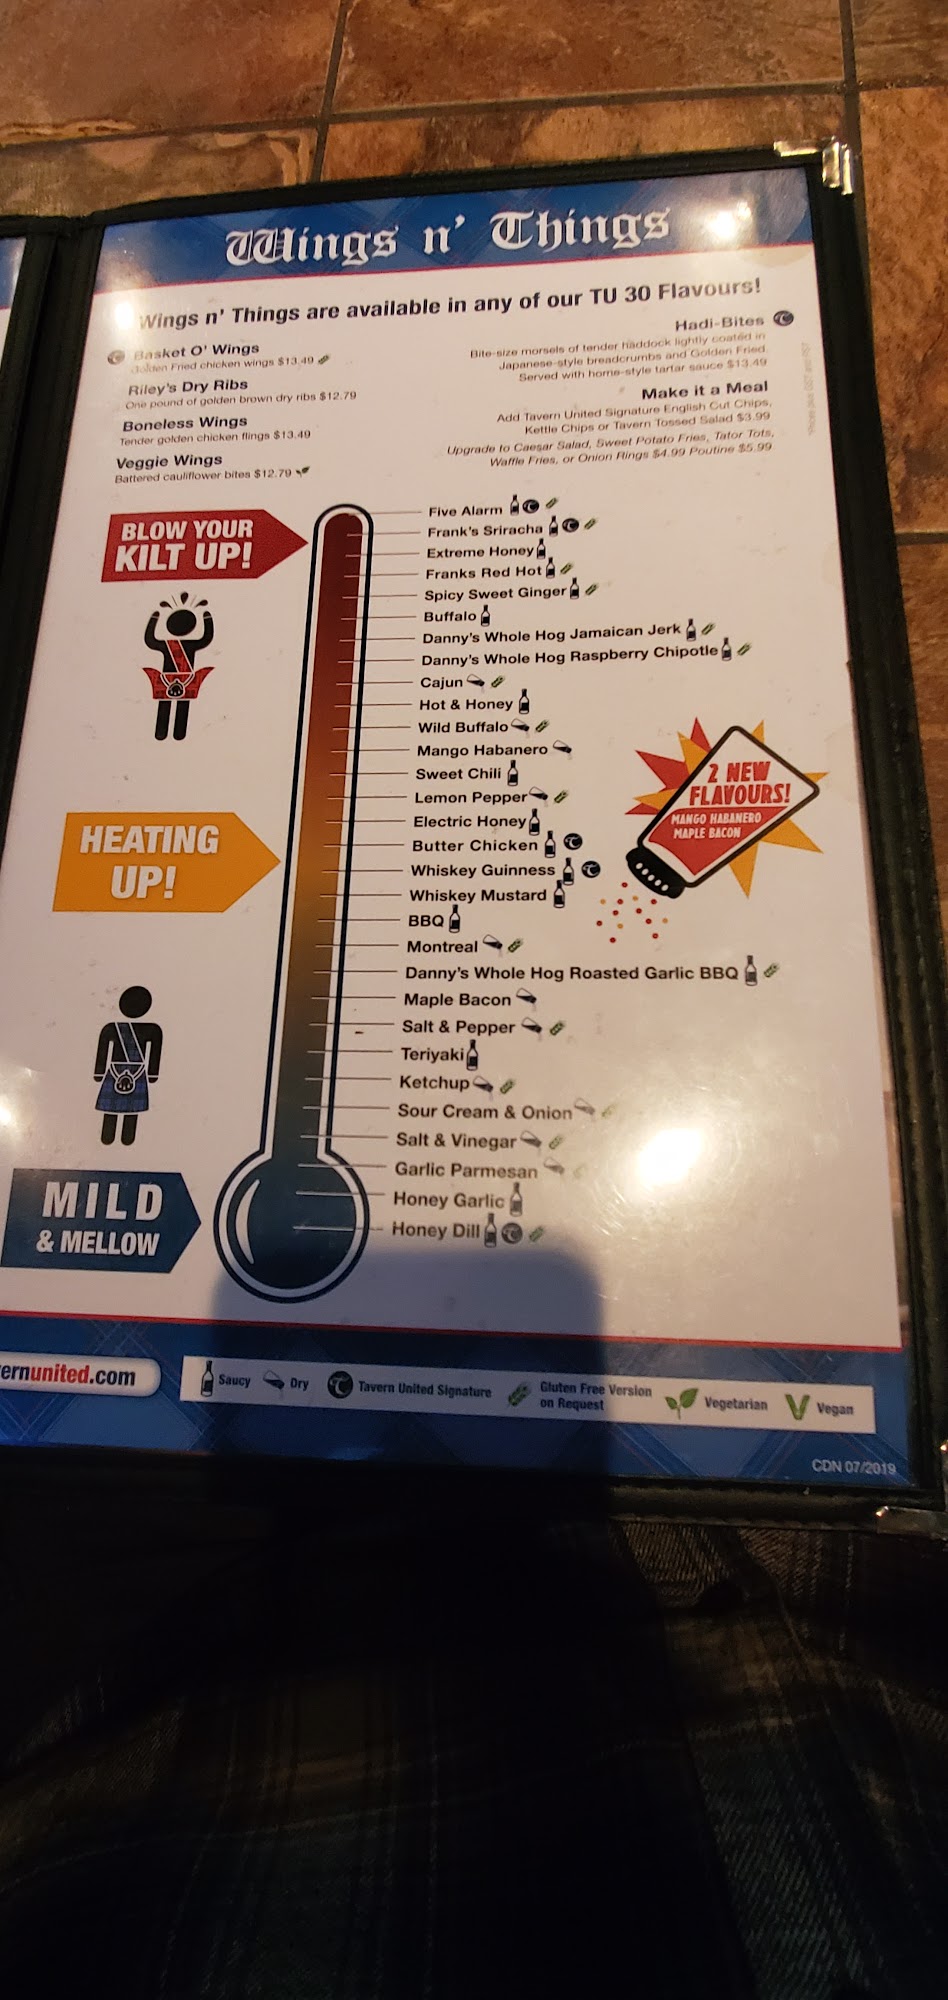 Wings n' Things
Wings n' Things are available in any of our TU 30 Flavours!
Basket O' Wings
Golden Fried chicken wings $13.49
Riley's Dry Ribs
One pound of golden brown dry ribs $12.79
Boneless Wings
Tender golden chicken flings $13.49
Veggie Wings
Battered cauliflower bites $12.79
Hadi-Bites
Bite-size morsels of tender haddock lightly coated in
Japanese-style breadcrumbs and Golden Fried.
Served with home-style tartar sauce $13.49
Make it a Meal
Add Tavern United Signature English Cut Chips,
Kettle Chips or Tavern Tossed Salad $3.99
Upgrade to Caesar Salad, Sweet Potato Fries, Tator Tots,
Waffle Fries, or Onion Rings $4.99 Poutine $5.99
BLOW YOUR
KILT UP!
HEATING
UP!
MILD
& MELLOW
Five Alarm
Frank's Sriracha
Extreme Honey
Franks Red Hot
Spicy Sweet Ginger
Buffalo
Danny's Whole Hog Jamaican Jerk
Danny's Whole Hog Raspberry Chipotle
Cajun
Hot & Honey
Wild Buffalo
Mango Habanero
Sweet Chili
Lemon Pepper
Electric Honey
Butter Chicken
Whiskey Guinness
Whiskey Mustard
BBQ
Montreal
Danny's Whole Hog Roasted Garlic BBQ
Maple Bacon
Salt & Pepper
Teriyaki
Ketchup
Sour Cream & Onion
Salt & Vinegar
Garlic Parmesan
Honey Garlic
Honey Dill
2 NEW
FLAVOURS!
MANGO HABANERO
MAPLE BACON
ernunited.com
Saucy
Dry
Tavern United Signature
Gluten Free Version
on Request
Vegetarian
Vegan
CDN 07/2019